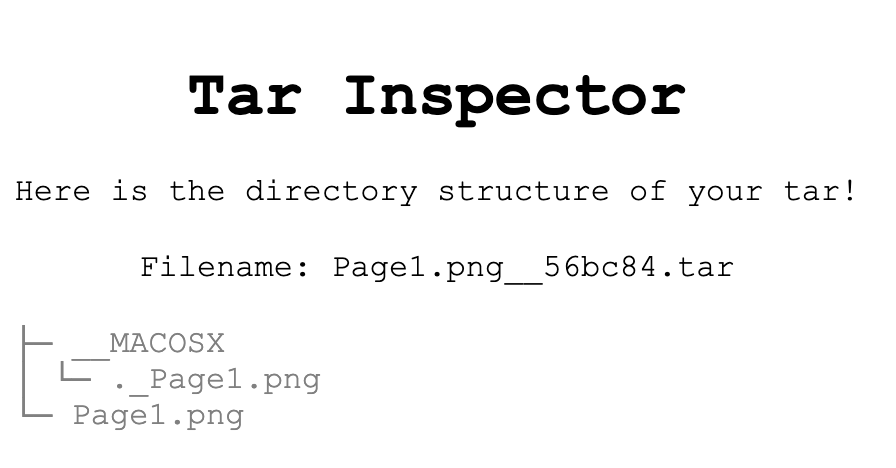 Tar Inspector
Here is the directory structure of your tar!
Filename: Page1.png__56bc84.tar
├─ __MACOSX
│ └─ ._Page1.png
└─ Page1.png